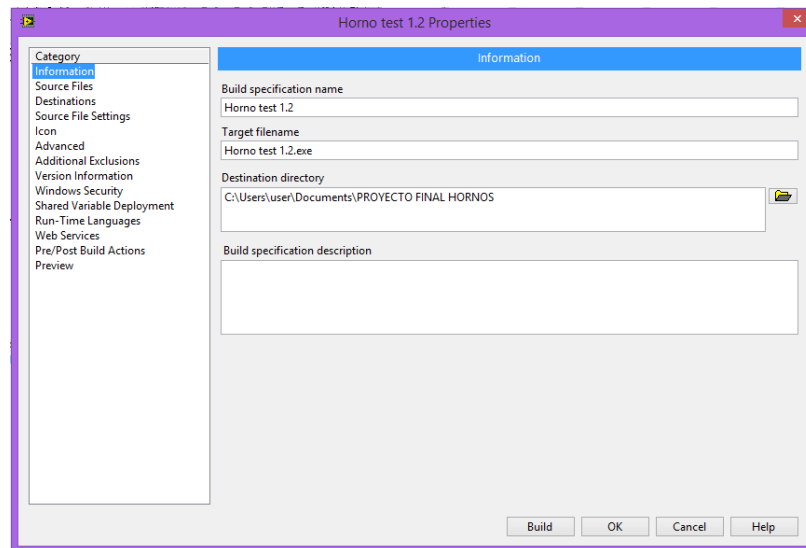 Horno test 1.2 Properties
Category
Information
Source Files
Destinations
Source File Settings
Icon
Advanced
Additional Exclusions
Version Information
Windows Security
Shared Variable Deployment
Run-Time Languages
Web Services
Pre/Post Build Actions
Preview
Information
Build specification name
Horno test 1.2
Target filename
Horno test 1.2.exe
Destination directory
C:\Users\user\Documents\PROYECTO FINAL HORNOS
Build specification description
Build
OK
Cancel
Help